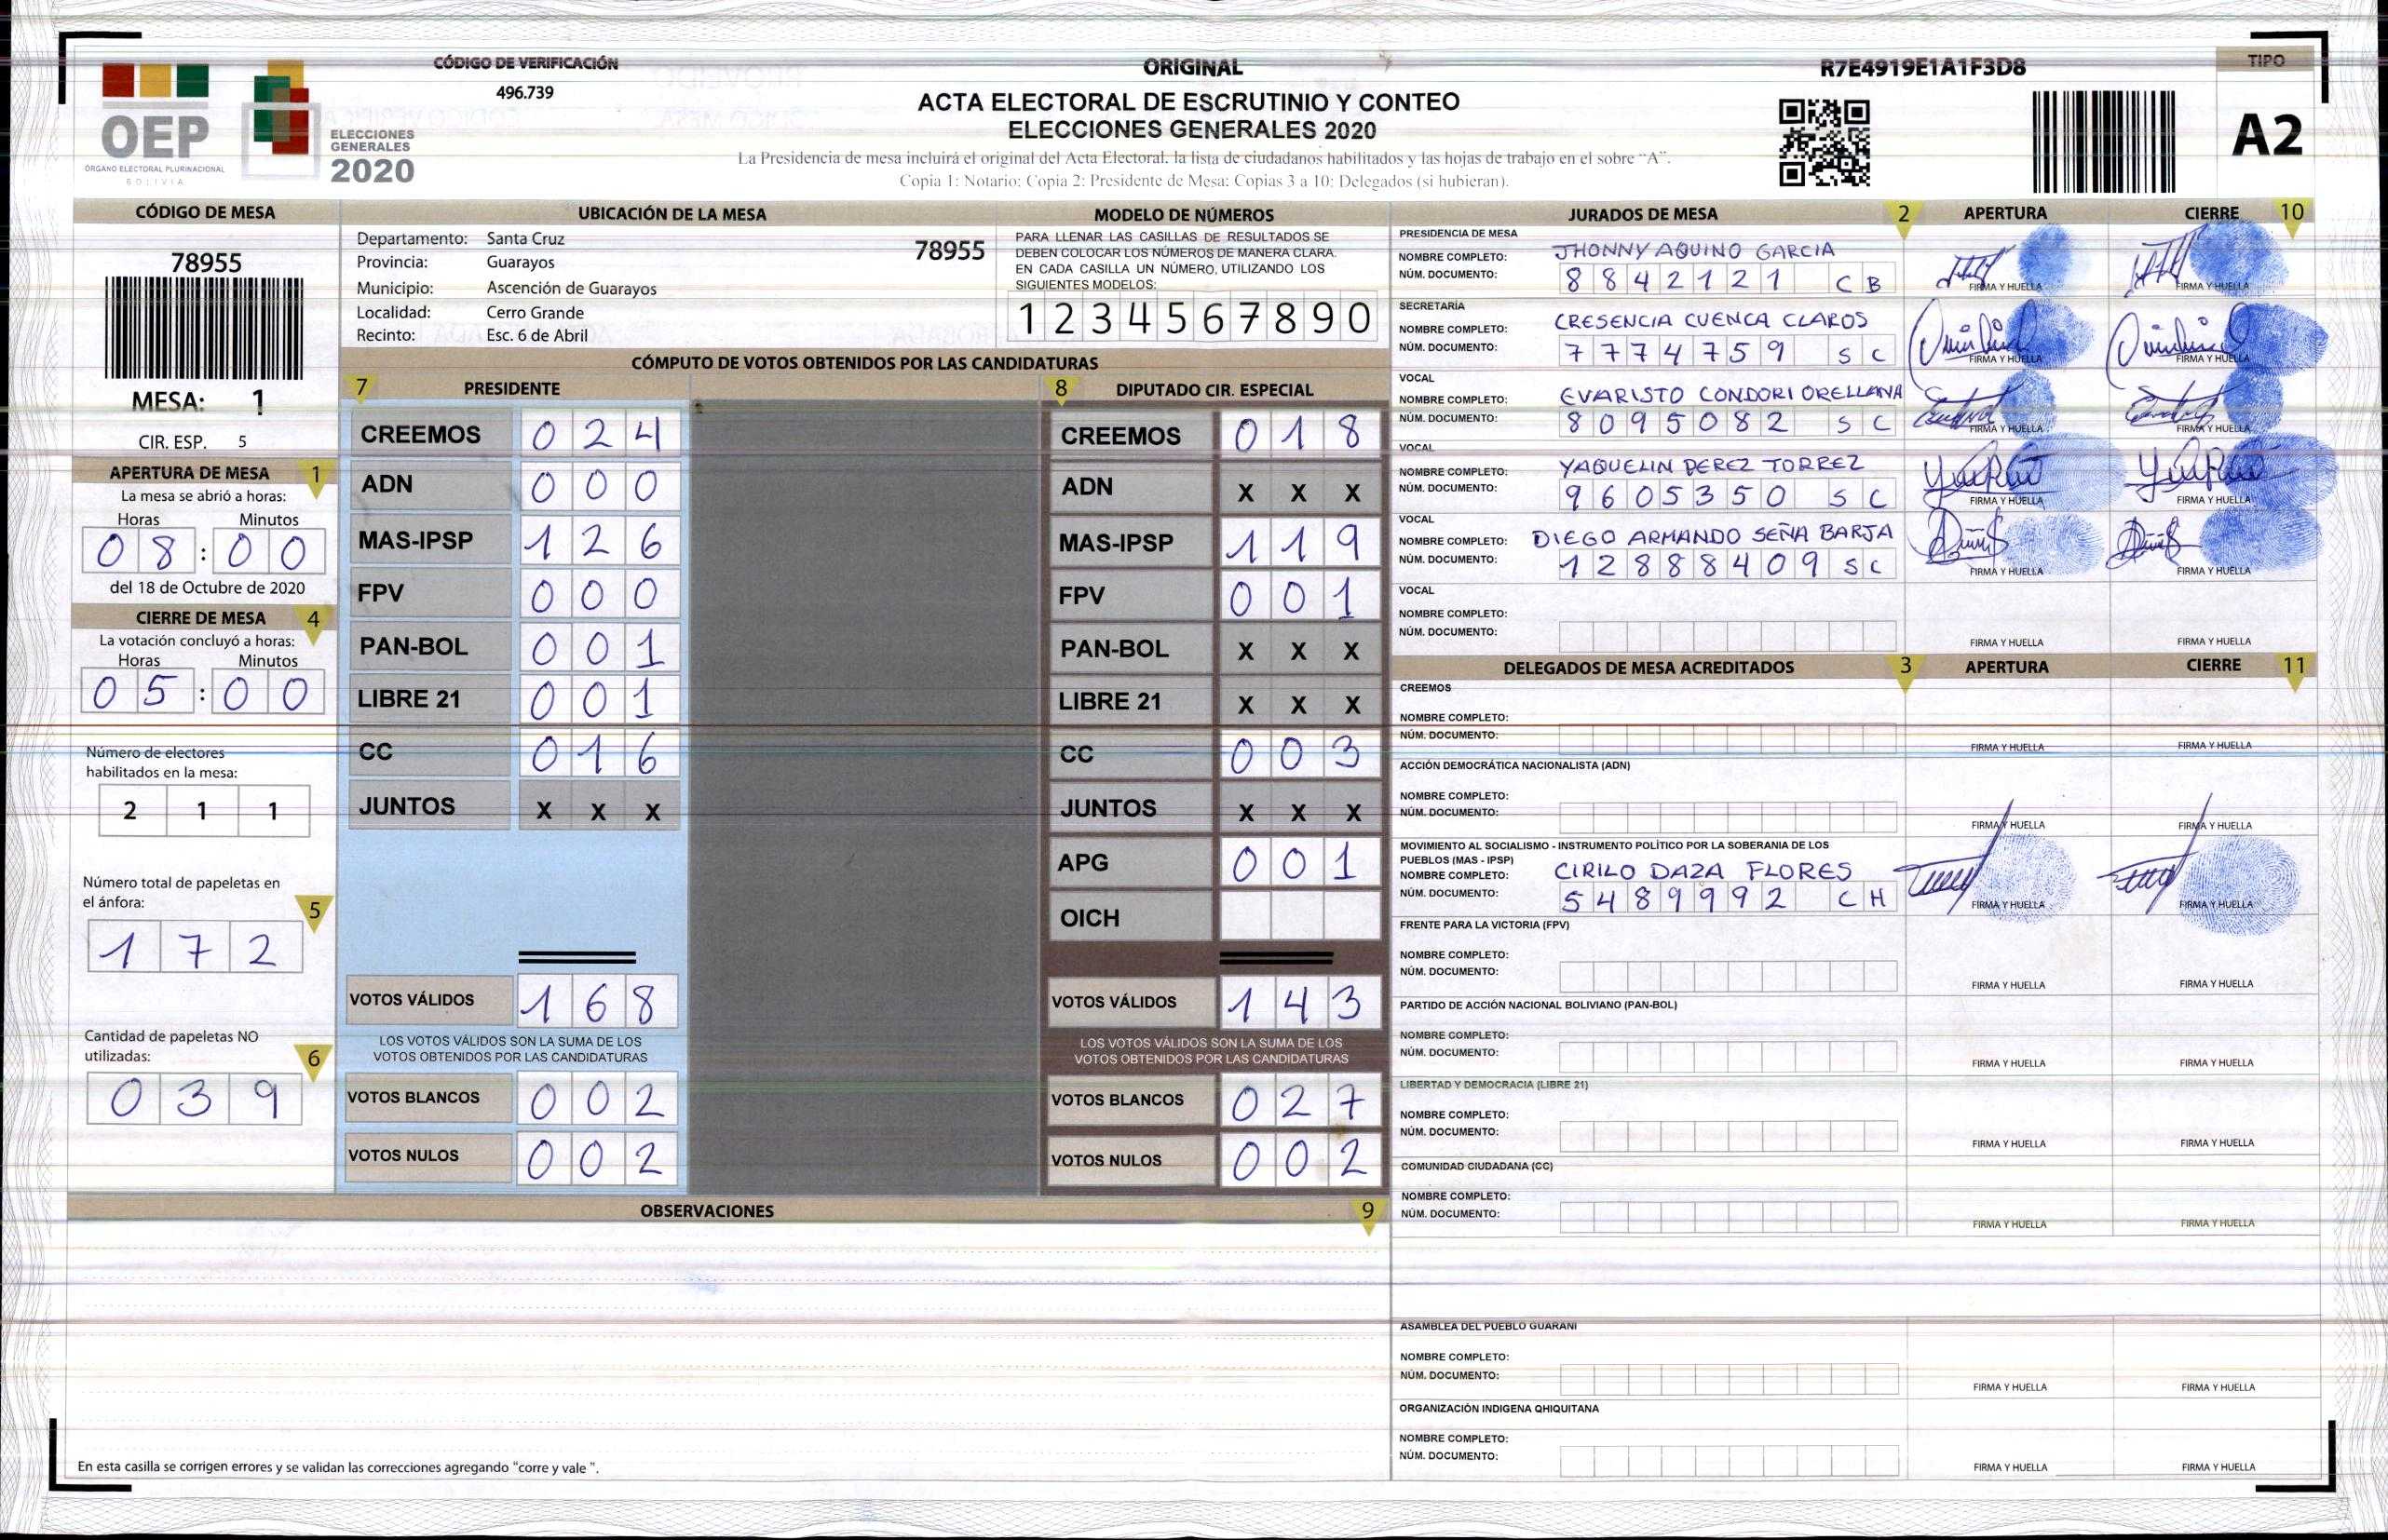 CÓDIGO DE VERIFICACIÓN
496.739
ORIGINAL
ACTA ELECTORAL DE ESCRUTINIO Y CONTEO
ELECCIONES GENERALES 2020
La Presidencia de mesa incluirá el original del Acta Electoral, la lista de ciudadanos habilitados y las hojas de trabajo en el sobre "A".
Copia 1: Notario; Copia 2: Presidente de Mesa; Copias 3 a 10: Delegados (si hubieran).
R7E4919E1A1F3D8
TIPO
A2
OEP
ÓRGANO ELECTORAL PLURINACIONAL
BOLIVIA
ELECCIONES
GENERALES
2020
CÓDIGO DE MESA
78955
MESA: 1
CIR. ESP. 5
APERTURA DE MESA 1
La mesa se abrió a horas:
Horas Minutos
08:00
del 18 de Octubre de 2020
CIERRE DE MESA 4
La votación concluyó a horas:
Horas Minutos
05:00
Número de electores
habilitados en la mesa:
2 1 1
Número total de papeletas en
el ánfora:
5
1 7 2
Cantidad de papeletas NO
utilizadas:
6
0 3 9
UBICACIÓN DE LA MESA
Departamento: Santa Cruz
78955
Provincia: Guarayos
Municipio: Ascención de Guarayos
Localidad: Cerro Grande
Recinto: Esc. 6 de Abril
MODELO DE NÚMEROS
PARA LLENAR LAS CASILLAS DE RESULTADOS SE
DEBEN COLOCAR LOS NÚMEROS DE MANERA CLARA.
EN CADA CASILLA UN NÚMERO, UTILIZANDO LOS
SIGUIENTES MODELOS:
1 2 3 4 5 6 7 8 9 0
CÓMPUTO DE VOTOS OBTENIDOS POR LAS CANDIDATURAS
7 PRESIDENTE
CREEMOS 0 2 4
ADN 0 0 0
MAS-IPSP 1 2 6
FPV 0 0 0
PAN-BOL 0 0 1
LIBRE 21 0 0 1
CC 0 1 6
JUNTOS X X X
VOTOS VÁLIDOS 1 6 8
LOS VOTOS VÁLIDOS SON LA SUMA DE LOS
VOTOS OBTENIDOS POR LAS CANDIDATURAS
VOTOS BLANCOS 0 0 2
VOTOS NULOS 0 0 2
8 DIPUTADO CIR. ESPECIAL
CREEMOS 0 1 8
ADN X X X
MAS-IPSP 1 1 9
FPV 0 0 1
PAN-BOL X X X
LIBRE 21 X X X
CC 0 0 3
JUNTOS X X X
APG 0 0 1
OICH
VOTOS VÁLIDOS 1 4 3
LOS VOTOS VÁLIDOS SON LA SUMA DE LOS
VOTOS OBTENIDOS POR LAS CANDIDATURAS
VOTOS BLANCOS 0 2 7
VOTOS NULOS 0 0 2
OBSERVACIONES 9
En esta casilla se corrigen errores y se validan las correcciones agregando "corre y vale ".
JURADOS DE MESA 2 APERTURA CIERRE 10
PRESIDENCIA DE MESA
NOMBRE COMPLETO: JHONNY AQUINO GARCIA
NÚM. DOCUMENTO: 8842121 CB
FIRMA Y HUELLA FIRMA Y HUELLA
SECRETARÍA
NOMBRE COMPLETO: CRESENCIA CUENCA CLAROS
NÚM. DOCUMENTO: 7774759 SC
FIRMA Y HUELLA FIRMA Y HUELLA
VOCAL
NOMBRE COMPLETO: EVARISTO CONDORI ORELLANA
NÚM. DOCUMENTO: 8095082 SC
FIRMA Y HUELLA FIRMA Y HUELLA
VOCAL
NOMBRE COMPLETO: YAQUELIN PEREZ TORREZ
NÚM. DOCUMENTO: 9605350 SC
FIRMA Y HUELLA FIRMA Y HUELLA
VOCAL
NOMBRE COMPLETO: DIEGO ARMANDO SEÑA BARJA
NÚM. DOCUMENTO: 12888409 SC
FIRMA Y HUELLA FIRMA Y HUELLA
VOCAL
NOMBRE COMPLETO:
NÚM. DOCUMENTO:
FIRMA Y HUELLA FIRMA Y HUELLA
DELEGADOS DE MESA ACREDITADOS 3 APERTURA CIERRE 11
CREEMOS
NOMBRE COMPLETO:
NÚM. DOCUMENTO:
FIRMA Y HUELLA FIRMA Y HUELLA
ACCIÓN DEMOCRÁTICA NACIONALISTA (ADN)
NOMBRE COMPLETO:
NÚM. DOCUMENTO:
FIRMA Y HUELLA FIRMA Y HUELLA
MOVIMIENTO AL SOCIALISMO - INSTRUMENTO POLÍTICO POR LA SOBERANIA DE LOS
PUEBLOS (MAS - IPSP)
NOMBRE COMPLETO: CIRILO DAZA FLORES
NÚM. DOCUMENTO: 5489992 CH
FIRMA Y HUELLA FIRMA Y HUELLA
FRENTE PARA LA VICTORIA (FPV)
NOMBRE COMPLETO:
NÚM. DOCUMENTO:
FIRMA Y HUELLA FIRMA Y HUELLA
PARTIDO DE ACCIÓN NACIONAL BOLIVIANO (PAN-BOL)
NOMBRE COMPLETO:
NÚM. DOCUMENTO:
FIRMA Y HUELLA FIRMA Y HUELLA
LIBERTAD Y DEMOCRACIA (LIBRE 21)
NOMBRE COMPLETO:
NÚM. DOCUMENTO:
FIRMA Y HUELLA FIRMA Y HUELLA
COMUNIDAD CIUDADANA (CC)
NOMBRE COMPLETO:
NÚM. DOCUMENTO:
FIRMA Y HUELLA FIRMA Y HUELLA
ASAMBLEA DEL PUEBLO GUARANI
NOMBRE COMPLETO:
NÚM. DOCUMENTO:
FIRMA Y HUELLA FIRMA Y HUELLA
ORGANIZACIÓN INDIGENA QHIQUITANA
NOMBRE COMPLETO:
NÚM. DOCUMENTO:
FIRMA Y HUELLA FIRMA Y HUELLA